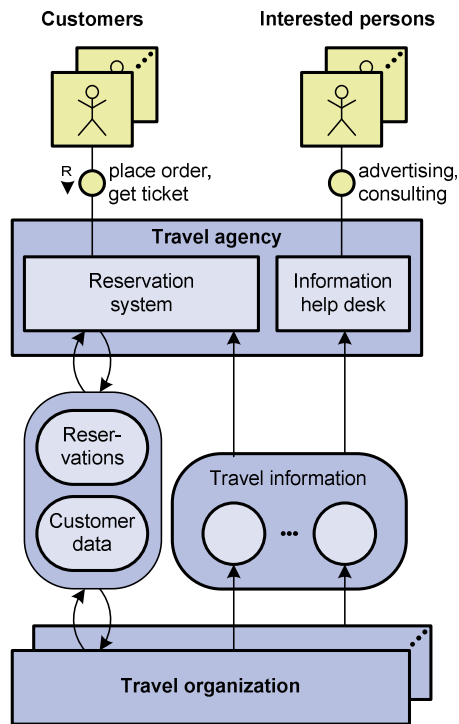 Customers
Interested persons
R
place order,
get ticket
advertising,
consulting
Travel agency
Reservation
system
Information
help desk
Reser-
vations
Customer
data
Travel information
Travel organization